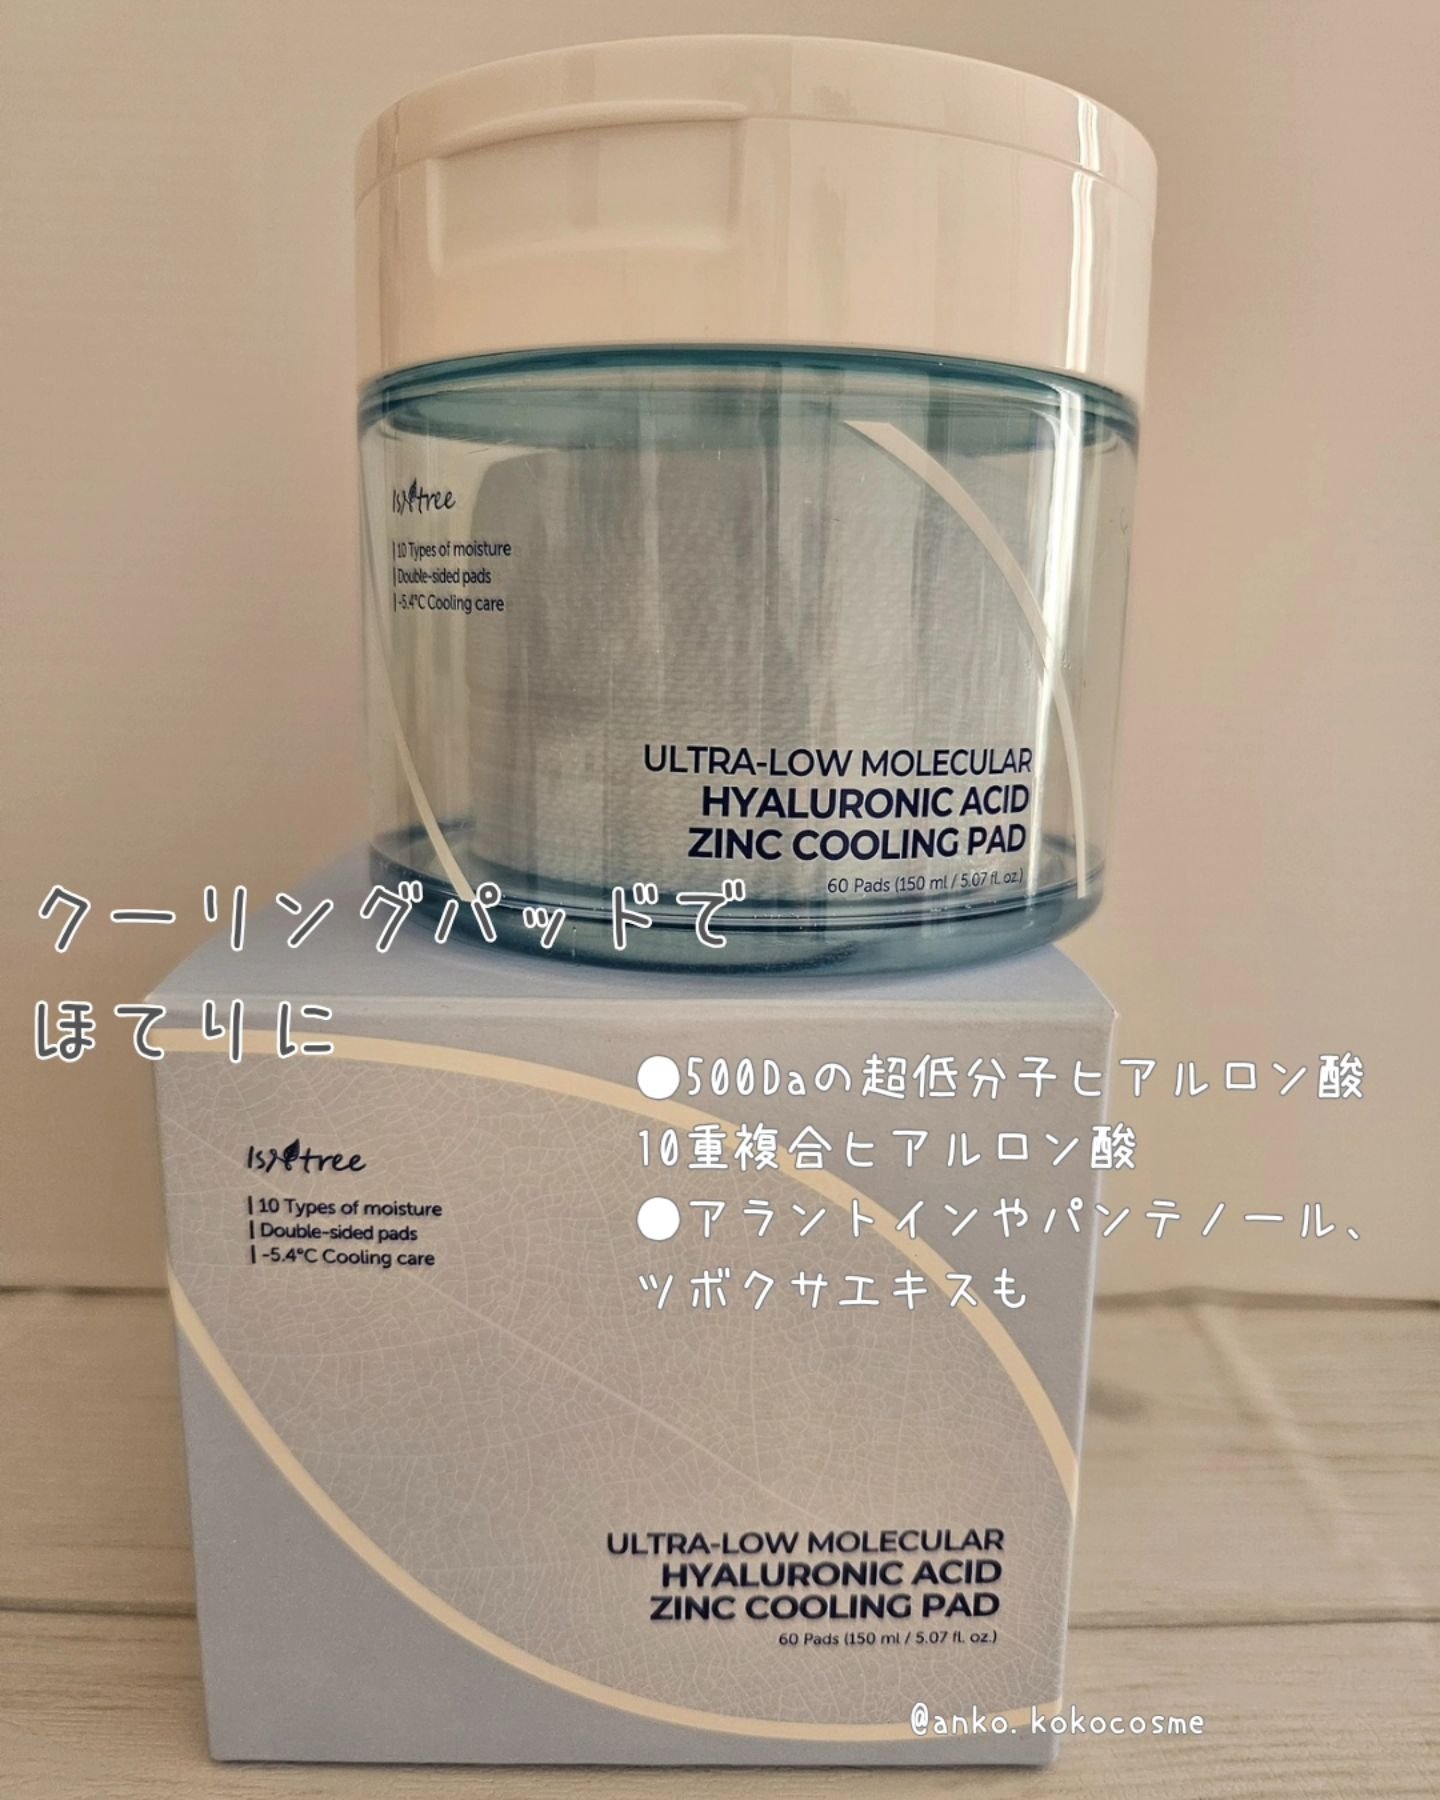 IsNtree
10 Types of moisture
Double-sided pads
-5.4°C Cooling care
ULTRA-LOW MOLECULAR
HYALURONIC ACID
ZINC COOLING PAD
60 Pads (150 ml / 5.07 fl. oz.)
クーリングパッドで
ほてりに
●500Daの超低分子ヒアルロン酸
10重複合ヒアルロン酸
●アラントインやパンテノール、
ツボクサエキスも
IsNtree
10 Types of moisture
Double-sided pads
-5.4°C Cooling care
ULTRA-LOW MOLECULAR
HYALURONIC ACID
ZINC COOLING PAD
60 Pads (150 ml / 5.07 fl. oz.)
@anko.kokocosme